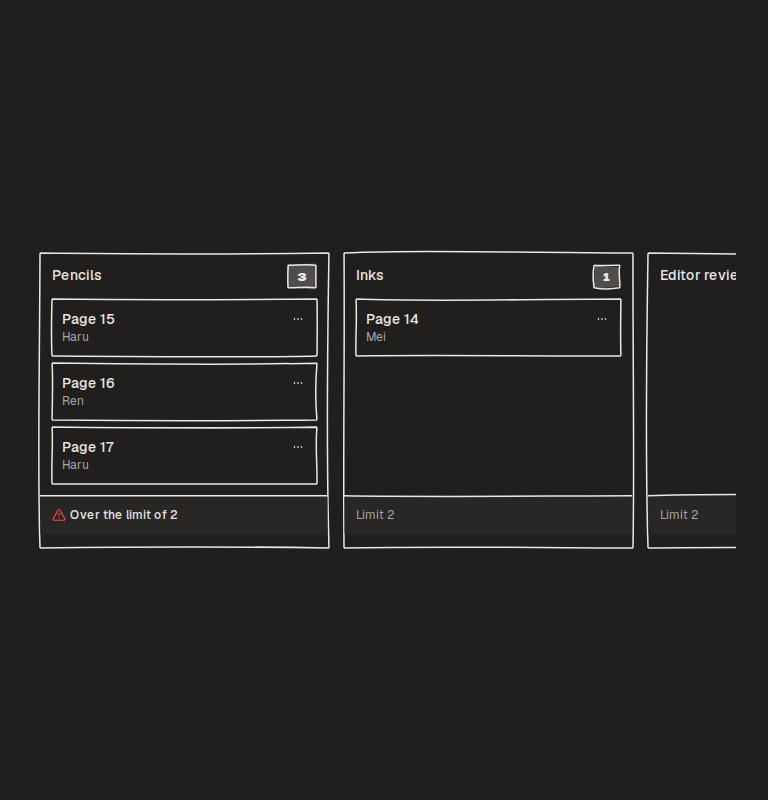 Pencils
3
Page 15
Haru
Page 16
Ren
Page 17
Haru
Over the limit of 2
Inks
1
Page 14
Mei
Limit 2
Editor
Limit 2